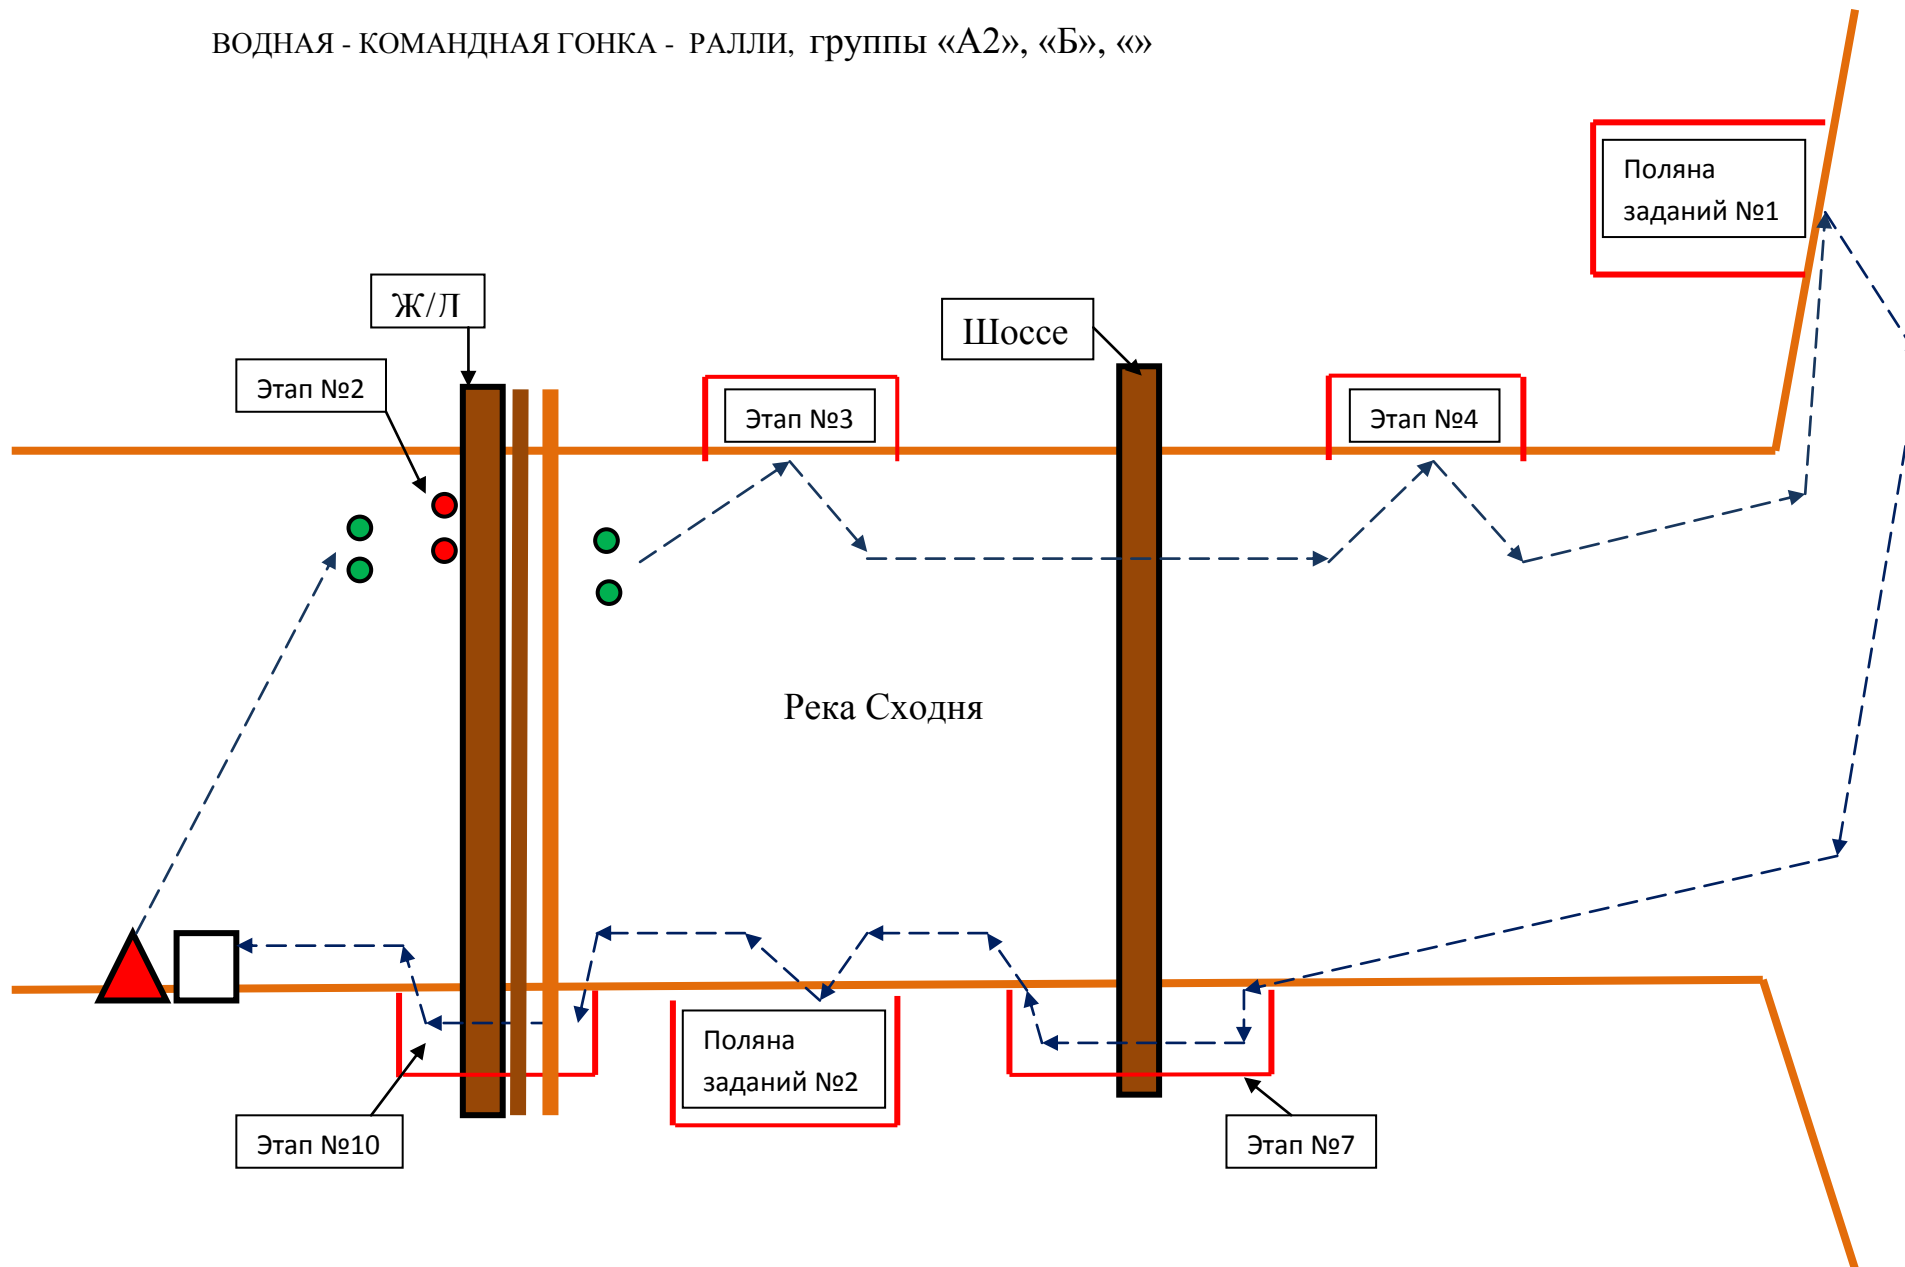 ВОДНАЯ - КОМАНДНАЯ ГОНКА - РАЛЛИ, группы «А2», «Б», «»
Поляна
заданий №1
Ж/Л
Шоссе
Этап №2
Этап №3
Этап №4
Река Сходня
Поляна
заданий №2
Этап №10
Этап №7